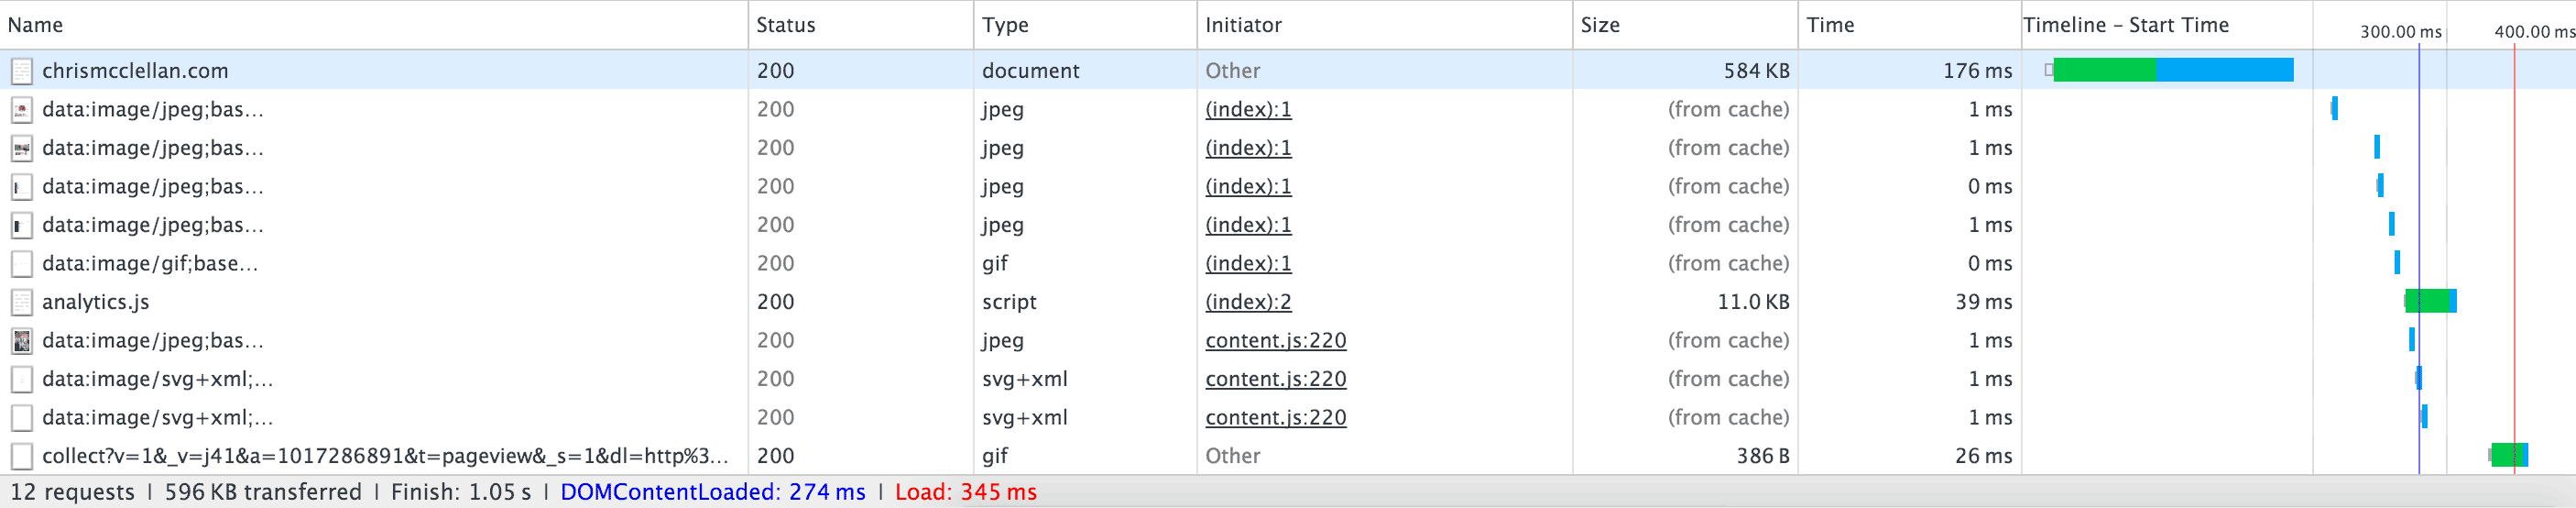 Name Status Type Initiator Size Time Timeline – Start Time 300.00 ms 400.00 ms
chrismcclellan.com 200 document Other 584 KB 176 ms
data:image/jpeg;bas… 200 jpeg (index):1 (from cache) 1 ms
data:image/jpeg;bas… 200 jpeg (index):1 (from cache) 1 ms
data:image/jpeg;bas… 200 jpeg (index):1 (from cache) 0 ms
data:image/jpeg;bas… 200 jpeg (index):1 (from cache) 1 ms
data:image/gif;base… 200 gif (index):1 (from cache) 0 ms
analytics.js 200 script (index):2 11.0 KB 39 ms
data:image/jpeg;bas… 200 jpeg content.js:220 (from cache) 1 ms
data:image/svg+xml;… 200 svg+xml content.js:220 (from cache) 1 ms
data:image/svg+xml;… 200 svg+xml content.js:220 (from cache) 1 ms
collect?v=1&_v=j41&a=1017286891&t=pageview&_s=1&dl=http%3… 200 gif Other 386 B 26 ms
12 requests | 596 KB transferred | Finish: 1.05 s | DOMContentLoaded: 274 ms | Load: 345 ms